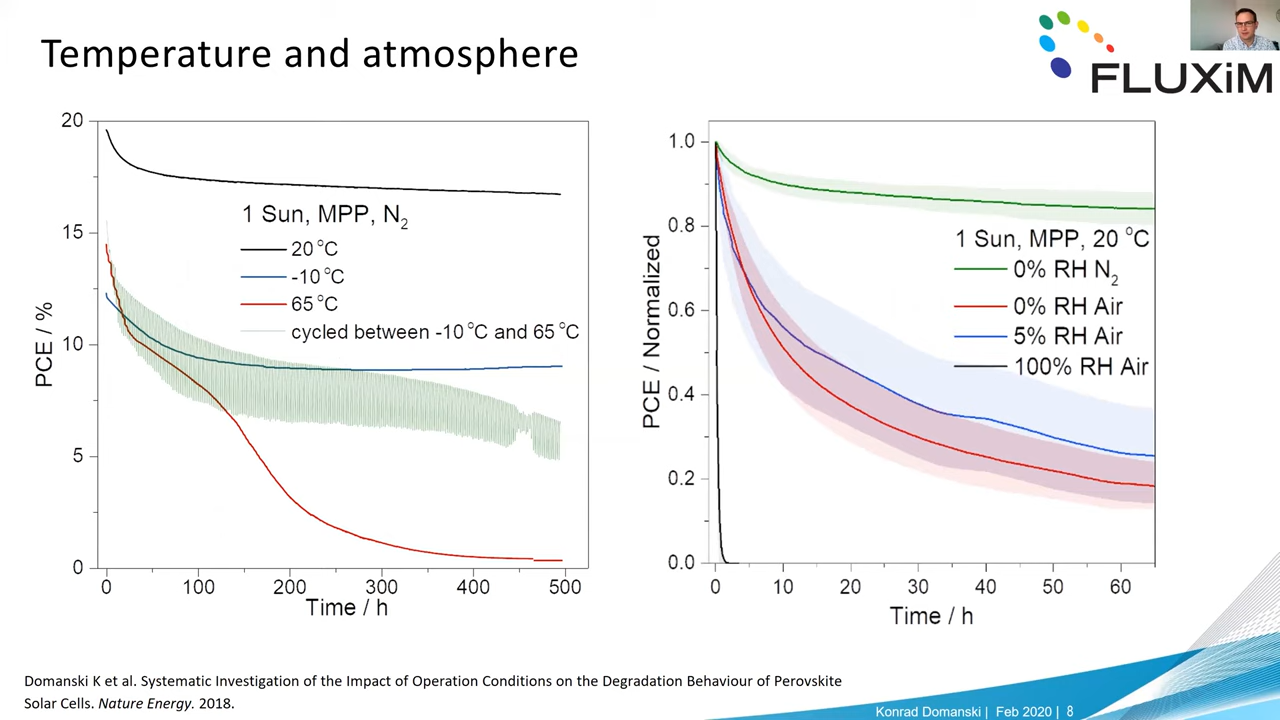 Temperature and atmosphere
FLUXiM
20
15
10
5
0
PCE / %
1 Sun, MPP, N2
20 °C
-10 °C
65 °C
cycled between -10 °C and 65 °C
0 100 200 300 400 500
Time / h
1.0
0.8
0.6
0.4
0.2
0.0
PCE / Normalized
1 Sun, MPP, 20 °C
0% RH N2
0% RH Air
5% RH Air
100% RH Air
0 10 20 30 40 50 60
Time / h
Domanski K et al. Systematic Investigation of the Impact of Operation Conditions on the Degradation Behaviour of Perovskite
Solar Cells. Nature Energy. 2018.
Konrad Domanski | Feb 2020 | 8